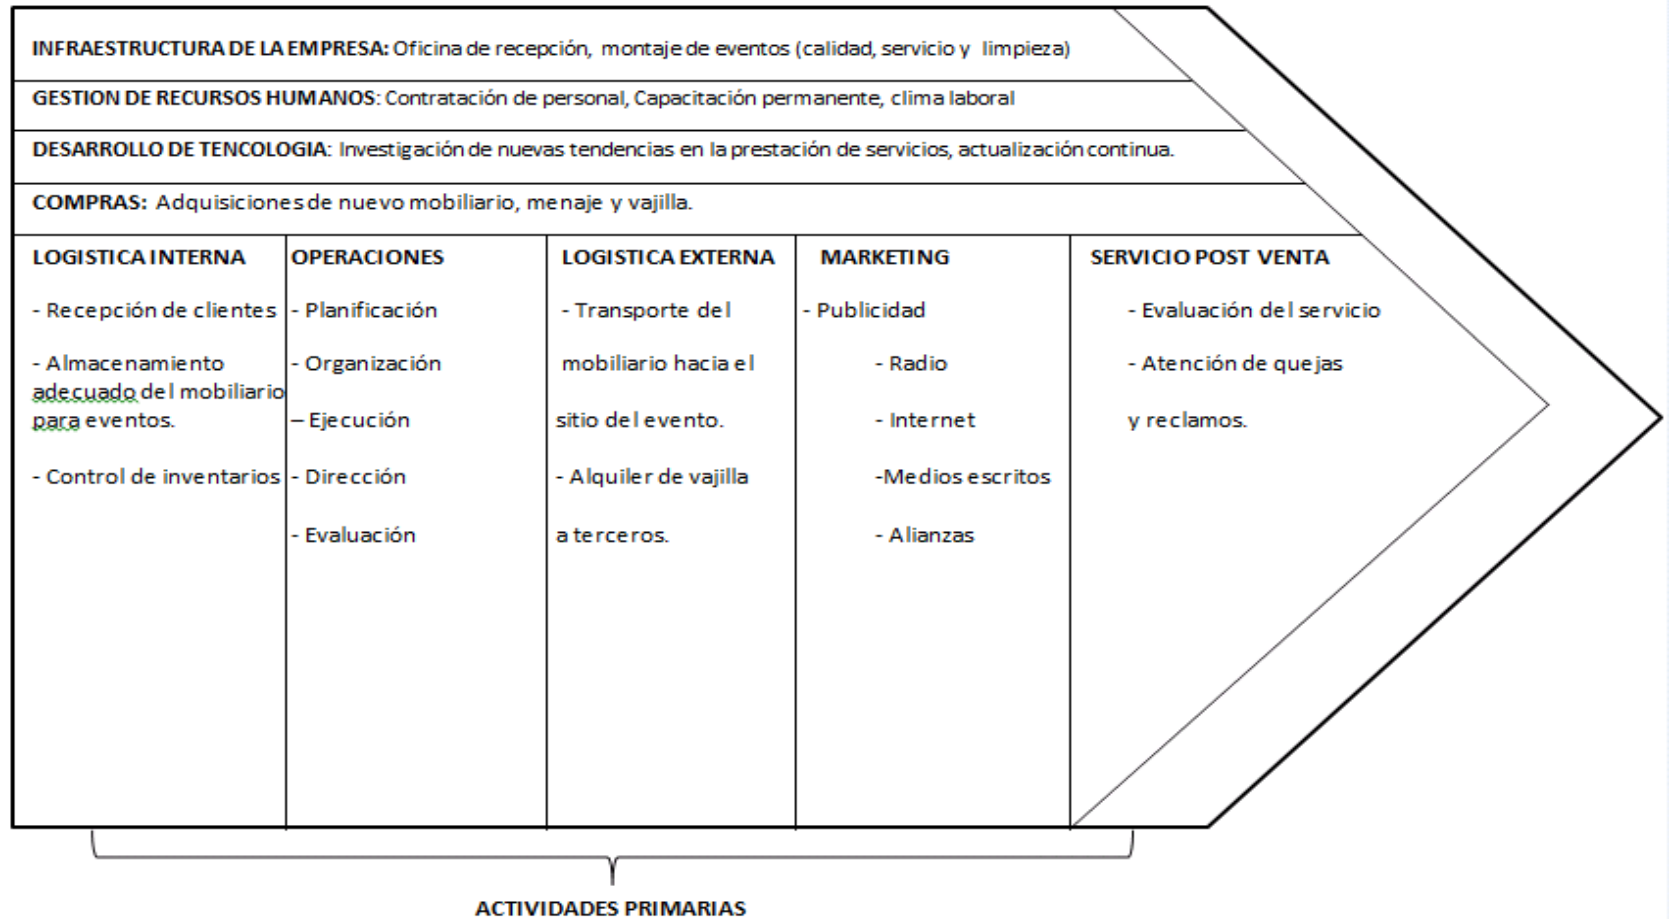 INFRAESTRUCTURA DE LA EMPRESA: Oficina de recepción, montaje de eventos (calidad, servicio y limpieza)
GESTION DE RECURSOS HUMANOS: Contratación de personal, Capacitación permanente, clima laboral
DESARROLLO DE TENCOLOGIA: Investigación de nuevas tendencias en la prestación de servicios, actualización continua.
COMPRAS: Adquisiciones de nuevo mobiliario, menaje y vajilla.
LOGISTICA INTERNA
- Recepción de clientes
- Almacenamiento
adecuado del mobiliario
para eventos.
- Control de inventarios
OPERACIONES
- Planificación
- Organización
– Ejecución
- Dirección
- Evaluación
LOGISTICA EXTERNA
- Transporte del
mobiliario hacia el
sitio del evento.
- Alquiler de vajilla
a terceros.
MARKETING
- Publicidad
- Radio
- Internet
-Medios escritos
- Alianzas
SERVICIO POST VENTA
- Evaluación del servicio
- Atención de quejas
y reclamos.
ACTIVIDADES PRIMARIAS